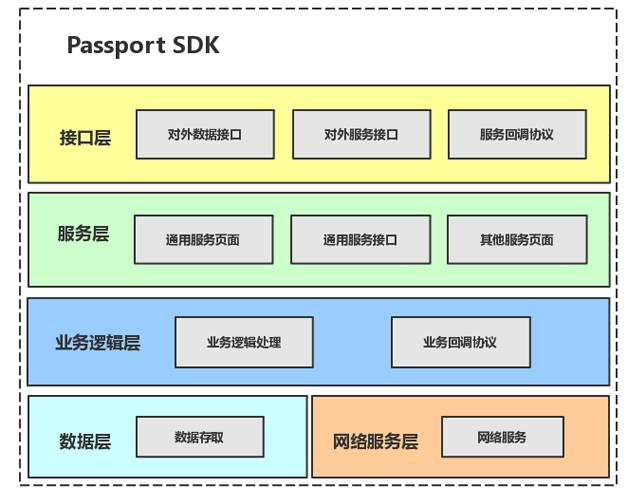 Passport SDK
接口层
对外数据接口
对外服务接口
服务回调协议
服务层
通用服务页面
通用服务接口
其他服务页面
业务逻辑层
业务逻辑处理
业务回调协议
数据层
数据存取
网络服务层
网络服务